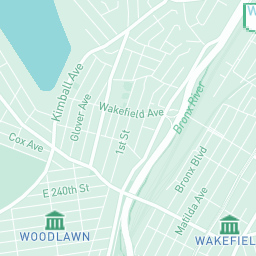 W
Kimball Ave
Glover Ave
Wakefield Ave
Bronx River
1st St
Cox Ave
Bronx Blvd
E 240th St
Matilda Ave
WOODLAWN
WAKEFIEL